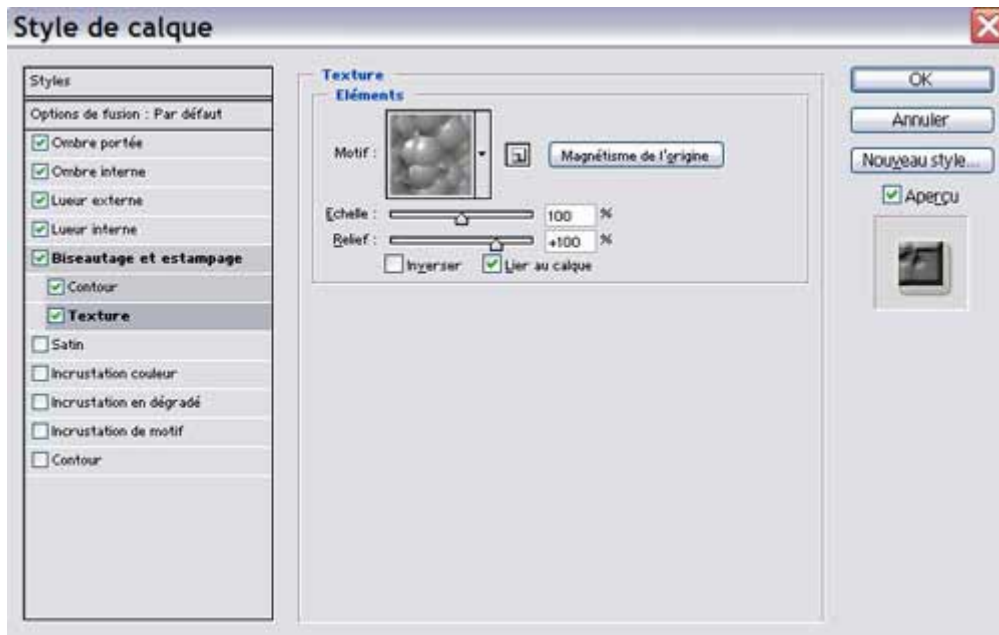 Style de calque
Styles
Options de fusion : Par défaut
Ombre portée
Ombre interne
Lueur externe
Lueur interne
Biseautage et estampage
Contour
Texture
Satin
Incrustation couleur
Incrustation en dégradé
Incrustation de motif
Contour
Texture
Eléments
Motif :
Magnétisme de l'origine
Echelle : 100 %
Relief : +100 %
Inverser Lier au calque
OK
Annuler
Nouveau style...
Aperçu